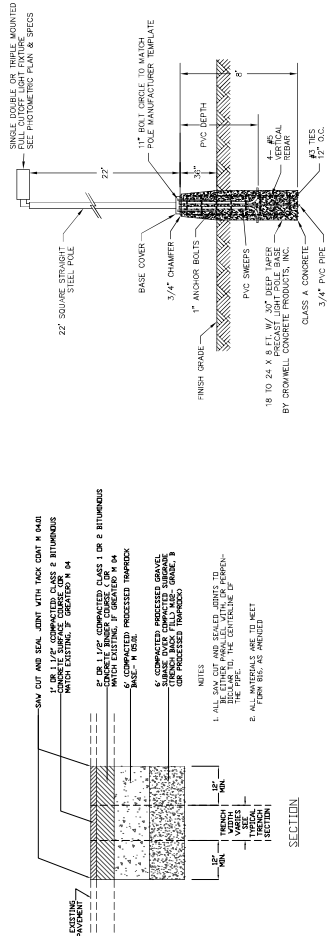 SINGLE DOUBLE OR TRIPLE MOUNTED
FULL CUTOFF LIGHT FIXTURE
SEE PHOTOMETRIC PLAN & SPECS
22'
22' SQUARE STRAIGHT
STEEL POLE
11" BOLT CIRCLE TO MATCH
POLE MANUFACTURER TEMPLATE
BASE COVER
3/4" CHAMFER
1" ANCHOR BOLTS
36"
PVC DEPTH
8'
FINISH GRADE
PVC SWEEPS
4- #5
VERTICAL
REBAR
#3 TIES
12" O.C.
18 TO 24 X 8 FT. W/ 30" DEEP TAPER
PRECAST LIGHT POLT BASE
BY CROMWELL CONCRETE PRODUCTS, INC.
CLASS A CONCRETE
3/4" PVC PIPE
SAW CUT AND SEAL JOINT WITH TACK COAT M 04.01
1" OR 1 1/2" (COMPACTED) CLASS 2 BITUMINOUS
CONCRETE SURFACE COURSE (OR
MATCH EXISTING, IF GREATER) M 04
2" OR 1 1/2" (COMPACTED) CLASS 1 OR 2 BITUMINOUS
CONCRETE BINDER COURSE ( OR
MATCH EXISTING, IF GREATER) M 04
6" (COMPACTED) PROCESSED TRAPROCK
BASE.- M 05.01.
6" (COMPACTED) PROCESSED GRAVEL
SUBASE OVER COMPACTED SUBGRADE
(TRENCH BACK FILL) M.02- GRADE, B
(OR PROCESSED TRAPROCK)
EXISTING
PAVEMENT
NOTES
1. ALL SAW CUT AND SEALED JOINTS TO
BE EITHER PARALLEL WITH, OR PERPEN-
DICULAR TO, THE CENTERLINE OF
THE PIPE.
2. ALL MATERIALS ARE TO MEET
FORM 816, AS AMENDED
12"
MIN.
TRENCH
WIDTH
VARIES
SEE
TYPICAL
TRENCH
SECTION
12"
MIN.
SECTION